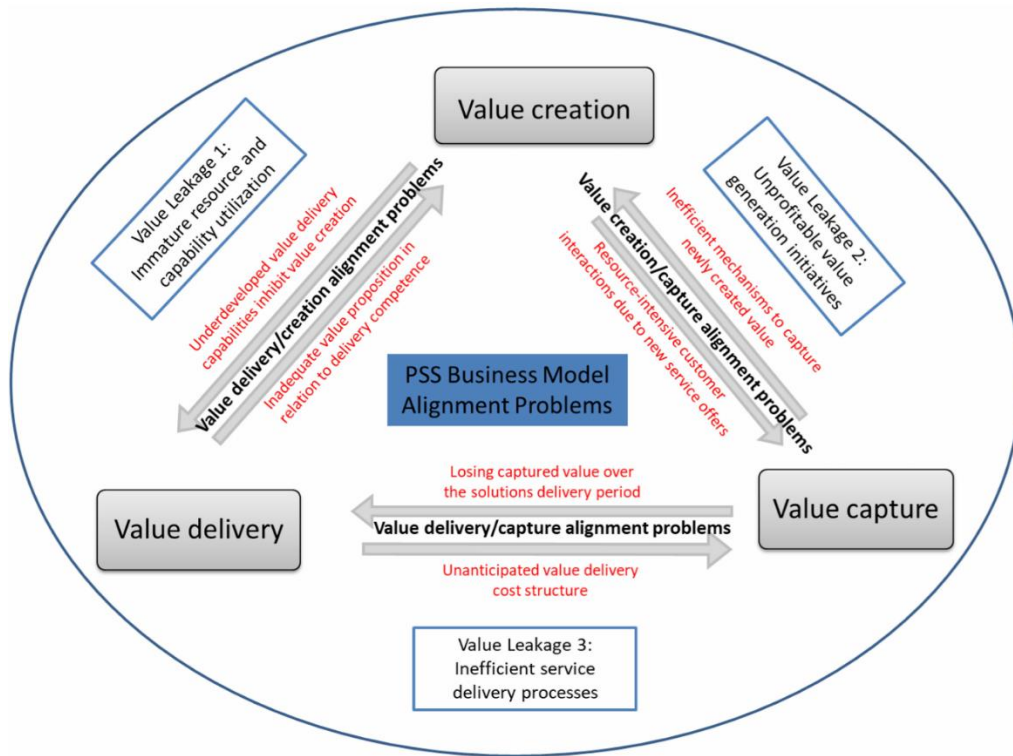 Value creation
Value Leakage 1:
Immature resource and
capability utilization
Underdeveloped value delivery
capabilities inhibit value creation
Value delivery/creation alignment problems
Inadequate value proposition in
relation to delivery competence
Value Leakage 2:
Unprofitable value
generation initiatives
Inefficient mechanisms to capture
newly created value
Value creation/capture alignment problems
Resource-intensive customer
interactions due to new service offers
PSS Business Model
Alignment Problems
Value delivery
Losing captured value over
the solutions delivery period
Value delivery/capture alignment problems
Unanticipated value delivery
cost structure
Value capture
Value Leakage 3:
Inefficient service
delivery processes